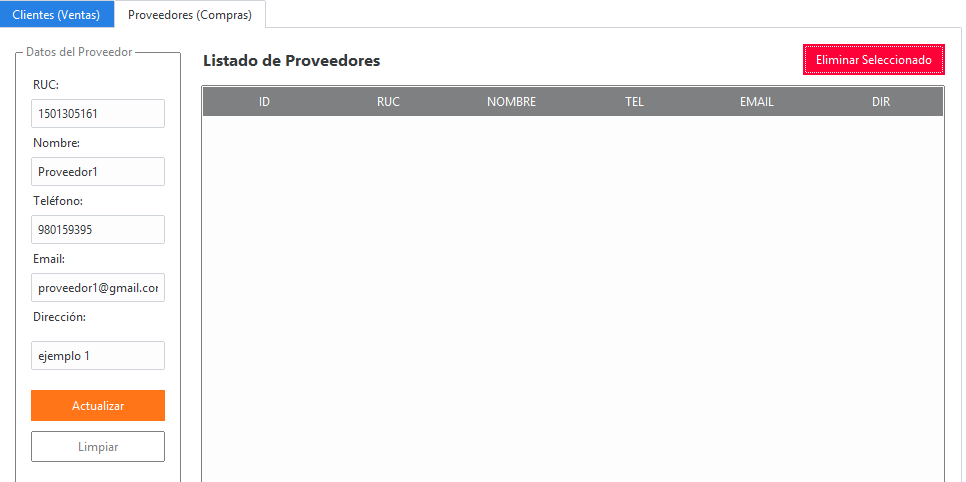 Clientes (Ventas) Proveedores (Compras)
Datos del Proveedor
RUC:
1501305161
Nombre:
Proveedor1
Teléfono:
980159395
Email:
proveedor1@gmail.cor
Dirección:
ejemplo 1
Actualizar
Limpiar
Listado de Proveedores
Eliminar Seleccionado
ID RUC NOMBRE TEL EMAIL DIR